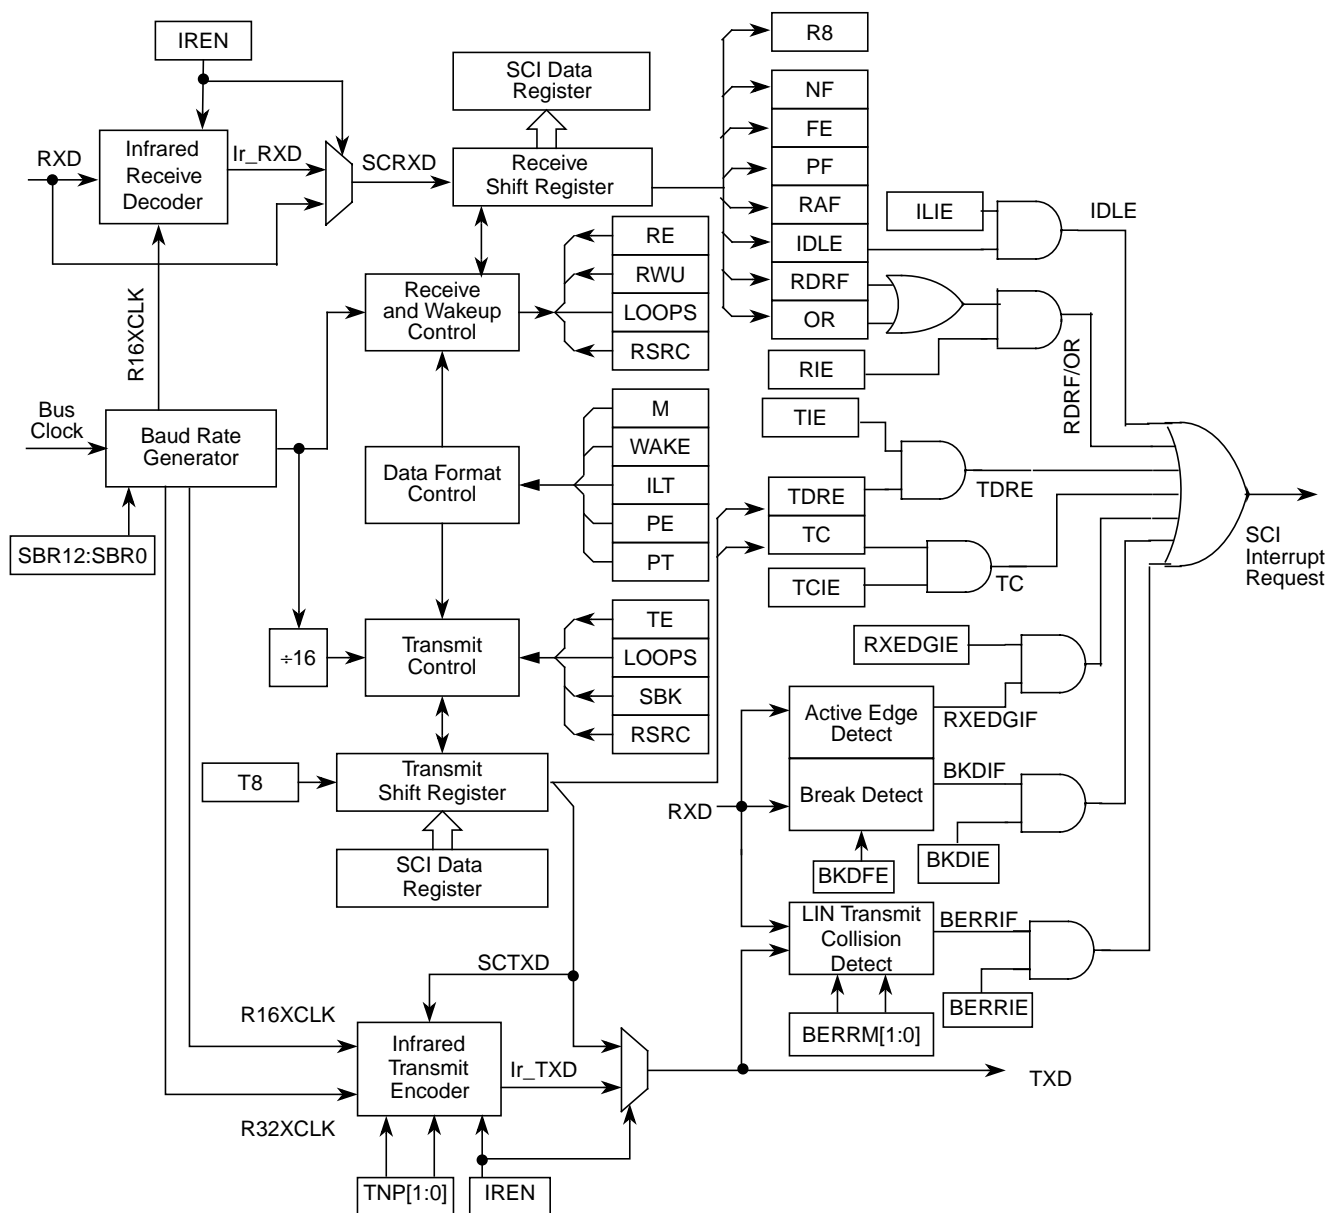 IREN
R8
SCI Data
Register
NF
FE
PF
RAF
IDLE
RDRF
OR
RXD
Infrared
Receive
Decoder
Ir_RXD
SCRXD
Receive
Shift Register
ILIE
IDLE
RE
RWU
LOOPS
RSRC
Receive
and Wakeup
Control
R16XCLK
RIE
RDRF/OR
TIE
Bus
Clock
Baud Rate
Generator
M
WAKE
ILT
PE
PT
Data Format
Control
TDRE
TC
TDRE
TCIE
TC
SBR12:SBR0
SCI
Interrupt
Request
÷16
Transmit
Control
TE
LOOPS
SBK
RSRC
RXEDGIE
Active Edge
Detect
RXEDGIF
T8
Transmit
Shift Register
RXD
Break Detect
BKDIF
BKDFE
BKDIE
SCI Data
Register
LIN Transmit
Collision
Detect
BERRIF
BERRIE
BERRM[1:0]
SCTXD
R16XCLK
Infrared
Transmit
Encoder
Ir_TXD
TXD
R32XCLK
TNP[1:0]
IREN